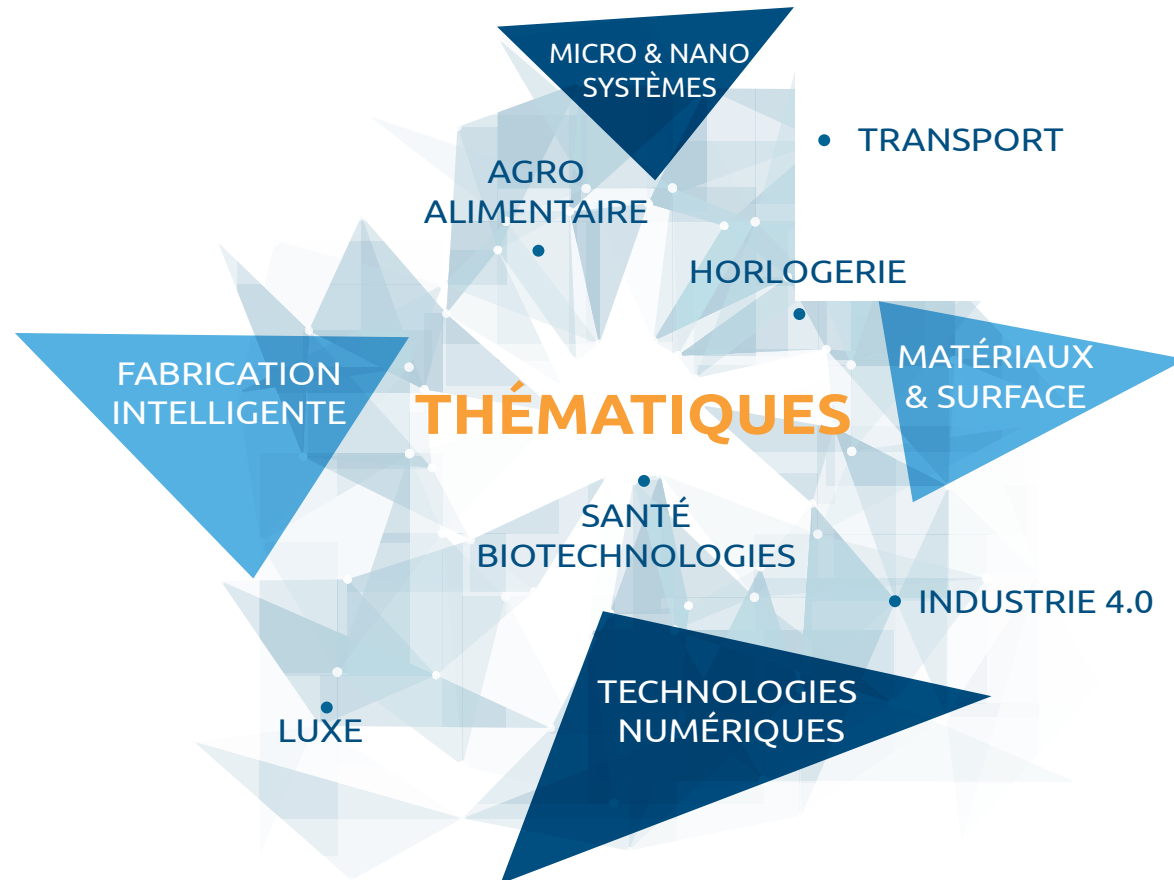 MICRO & NANO
SYSTÈMES
TRANSPORT
AGRO
ALIMENTAIRE
HORLOGERIE
FABRICATION
INTELLIGENTE
MATÉRIAUX
& SURFACE
THÉMATIQUES
SANTÉ
BIOTECHNOLOGIES
INDUSTRIE 4.0
TECHNOLOGIES
NUMÉRIQUES
LUXE